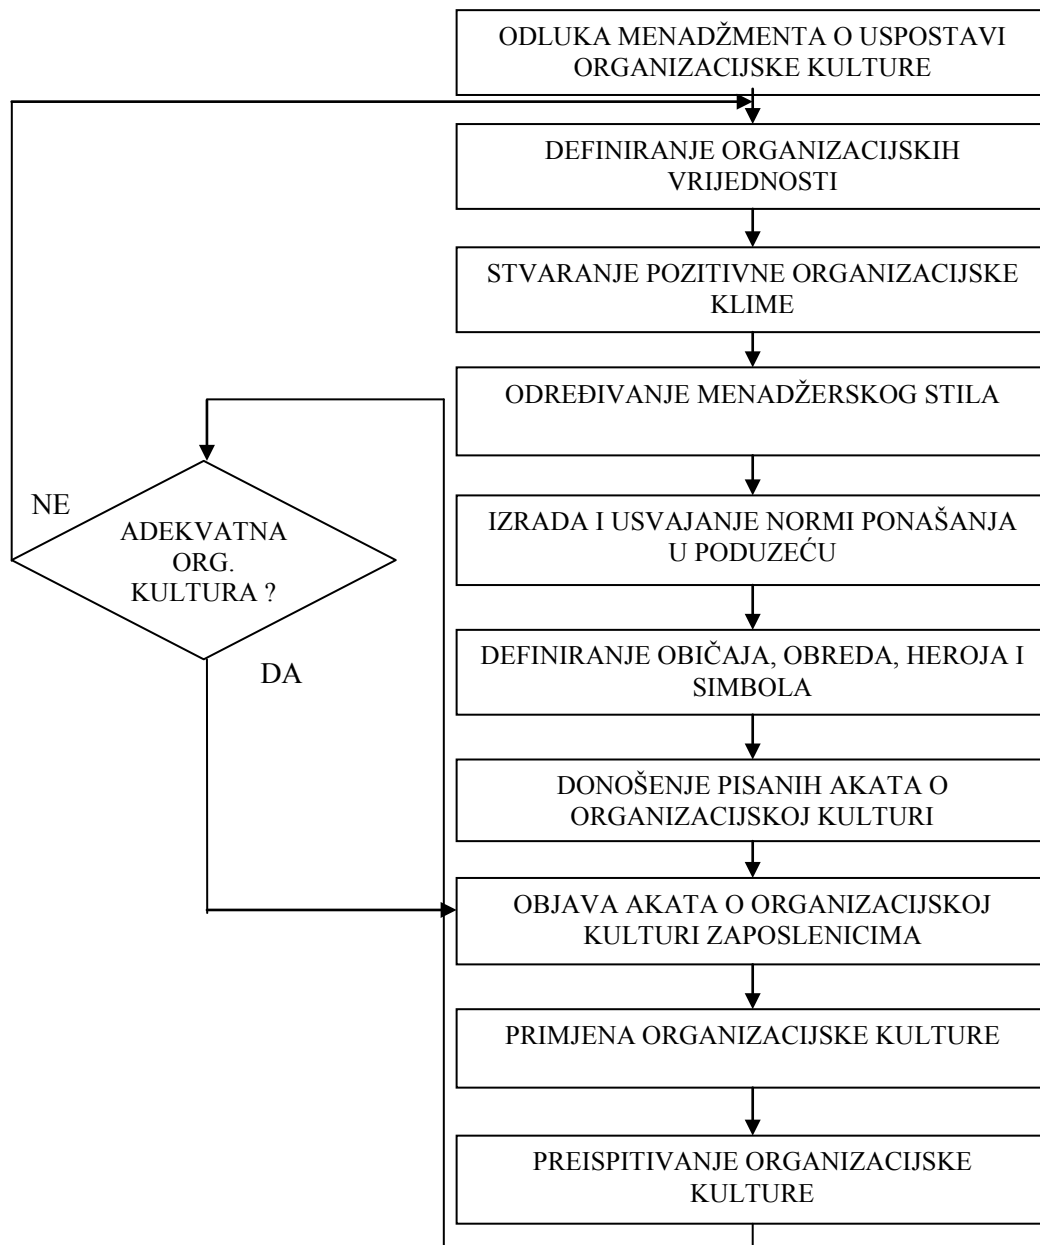 ODLUKA MENADŽMENTA O USPOSTAVI
ORGANIZACIJSKE KULTURE
DEFINIRANJE ORGANIZACIJSKIH
VRIJEDNOSTI
STVARANJE POZITIVNE ORGANIZACIJSKE
KLIME
ODREĐIVANJE MENADŽERSKOG STILA
NE
ADEKVATNA
ORG.
KULTURA ?
DA
IZRADA I USVAJANJE NORMI PONAŠANJA
U PODUZEĆU
DEFINIRANJE OBIČAJA, OBREDA, HEROJA I
SIMBOLA
DONOŠENJE PISANIH AKATA O
ORGANIZACIJSKOJ KULTURI
OBJAVA AKATA O ORGANIZACIJSKOJ
KULTURI ZAPOSLENICIMA
PRIMJENA ORGANIZACIJSKE KULTURE
PREISPITIVANJE ORGANIZACIJSKE
KULTURE